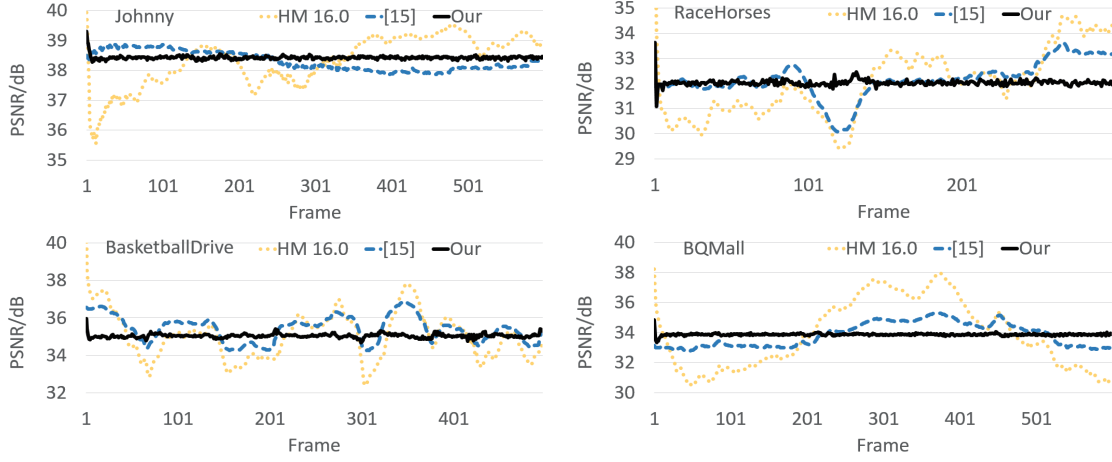 Johnny
HM 16.0 [15] Our
PSNR/dB
40
39
38
37
36
35
1 101 201 301 401 501
Frame
RaceHorses
HM 16.0 [15] Our
PSNR/dB
35
34
33
32
31
30
29
1 101 201
Frame
BasketballDrive
HM 16.0 [15] Our
PSNR/dB
40
38
36
34
32
1 101 201 301 401
Frame
BQMall
HM 16.0 [15] Our
PSNR/dB
40
38
36
34
32
30
1 101 201 301 401 501
Frame